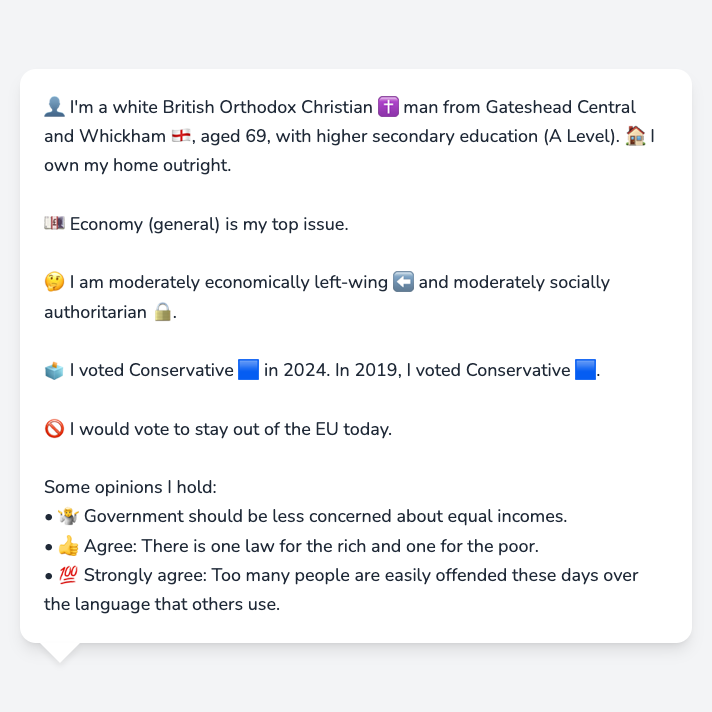 👤 I'm a white British Orthodox Christian ✝️ man from Gateshead Central
and Whickham 🏴󠁧󠁢󠁥󠁮󠁧󠁿, aged 69, with higher secondary education (A Level). 🏠 I
own my home outright.
💷 Economy (general) is my top issue.
🤔 I am moderately economically left-wing ⬅️ and moderately socially
authoritarian 🔒.
🗳️ I voted Conservative 🟦 in 2024. In 2019, I voted Conservative 🟦.
🚫 I would vote to stay out of the EU today.
Some opinions I hold:
• 🤷 Government should be less concerned about equal incomes.
• 👍 Agree: There is one law for the rich and one for the poor.
• 💯 Strongly agree: Too many people are easily offended these days over
the language that others use.